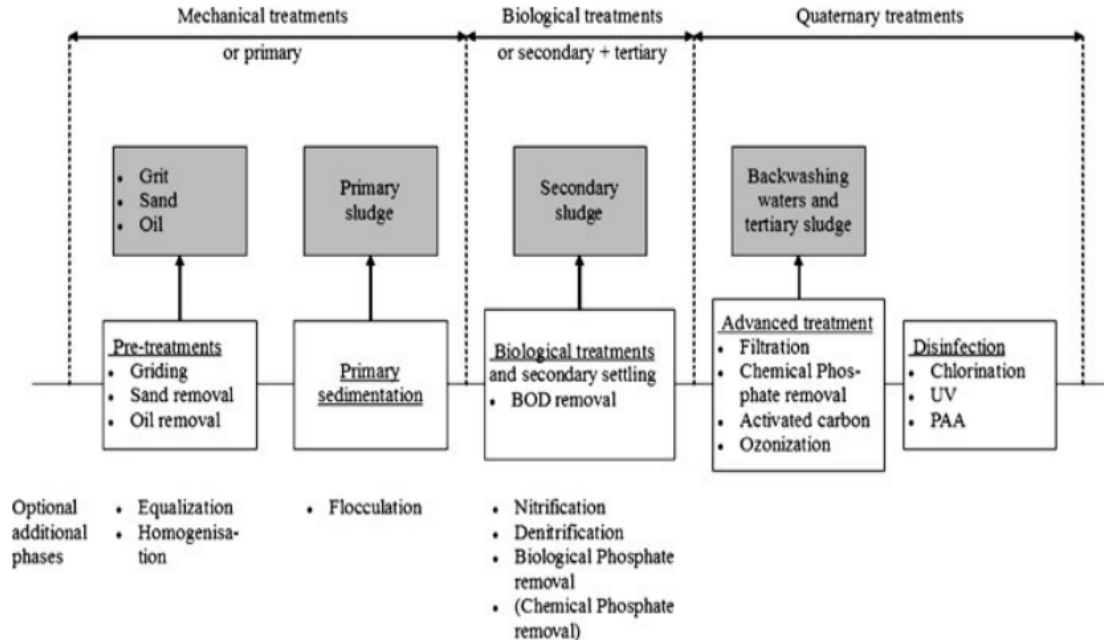 Mechanical treatments
Biological treatments
Quaternary treatments
or primary
or secondary + tertiary
• Grit
• Sand
• Oil
Primary
sludge
Secondary
sludge
Backwashing
waters and
tertiary sludge
Pre-treatments
• Griding
• Sand removal
• Oil removal
Primary
sedimentation
Biological treatments
and secondary settling
• BOD removal
Advanced treatment
• Filtration
• Chemical Phos-
phate removal
• Activated carbon
• Ozonization
Disinfection
• Chlorination
• UV
• PAA
Optional
additional
phases
• Equalization
• Homogenisa-
tion
• Flocculation
• Nitrification
• Denitrification
• Biological Phosphate
removal
• (Chemical Phosphate
removal)